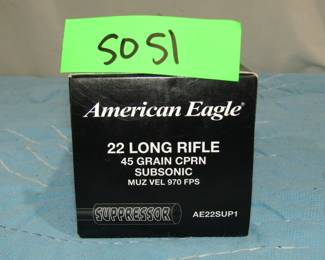 5051
American Eagle®
22 LONG RIFLE
45 GRAIN CPRN
SUBSONIC
MUZ VEL 970 FPS
SUPPRESSOR
AE22SUP1